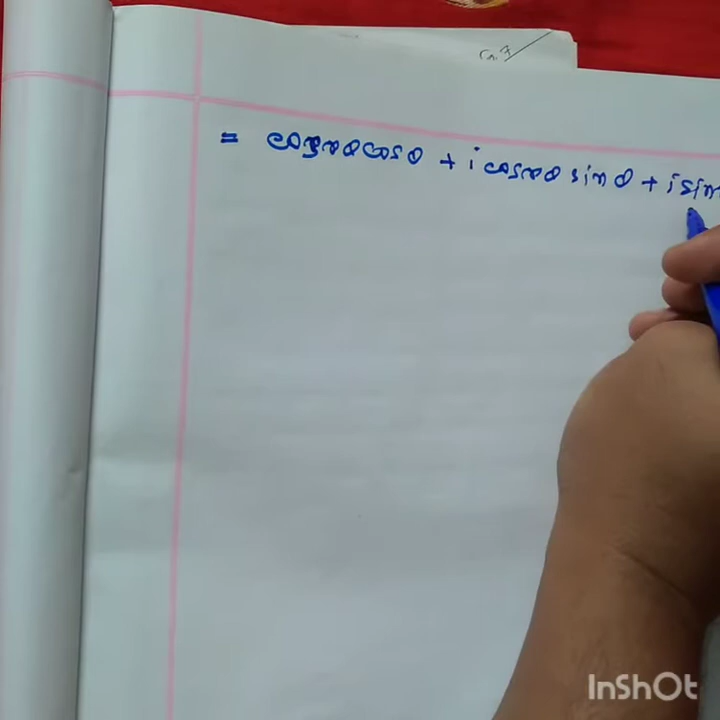 = cosnθcosθ + i cosnθ sinθ + i sin
InShOt